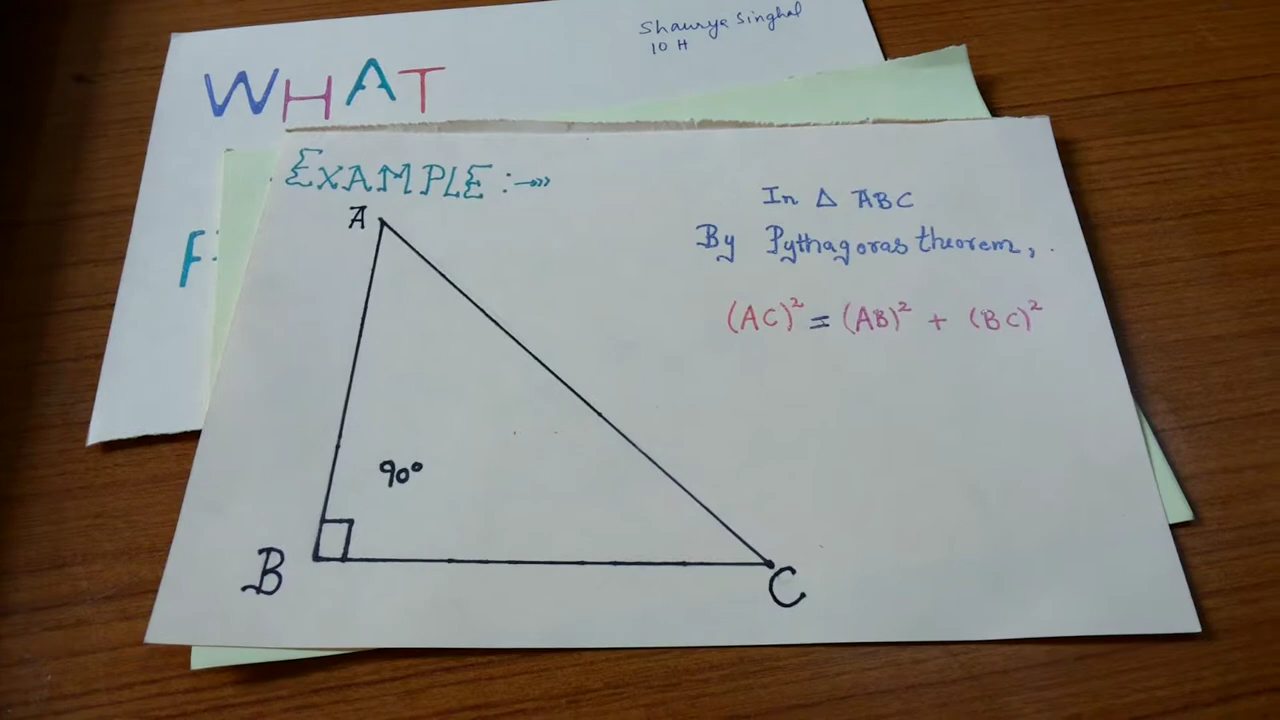 Shaurya Singhal
10 H
WHAT
EXAMPLE :→»»
In △ ABC
By Pythagoras theorem,
(AC)² = (AB)² + (BC)²
A
90°
B
C